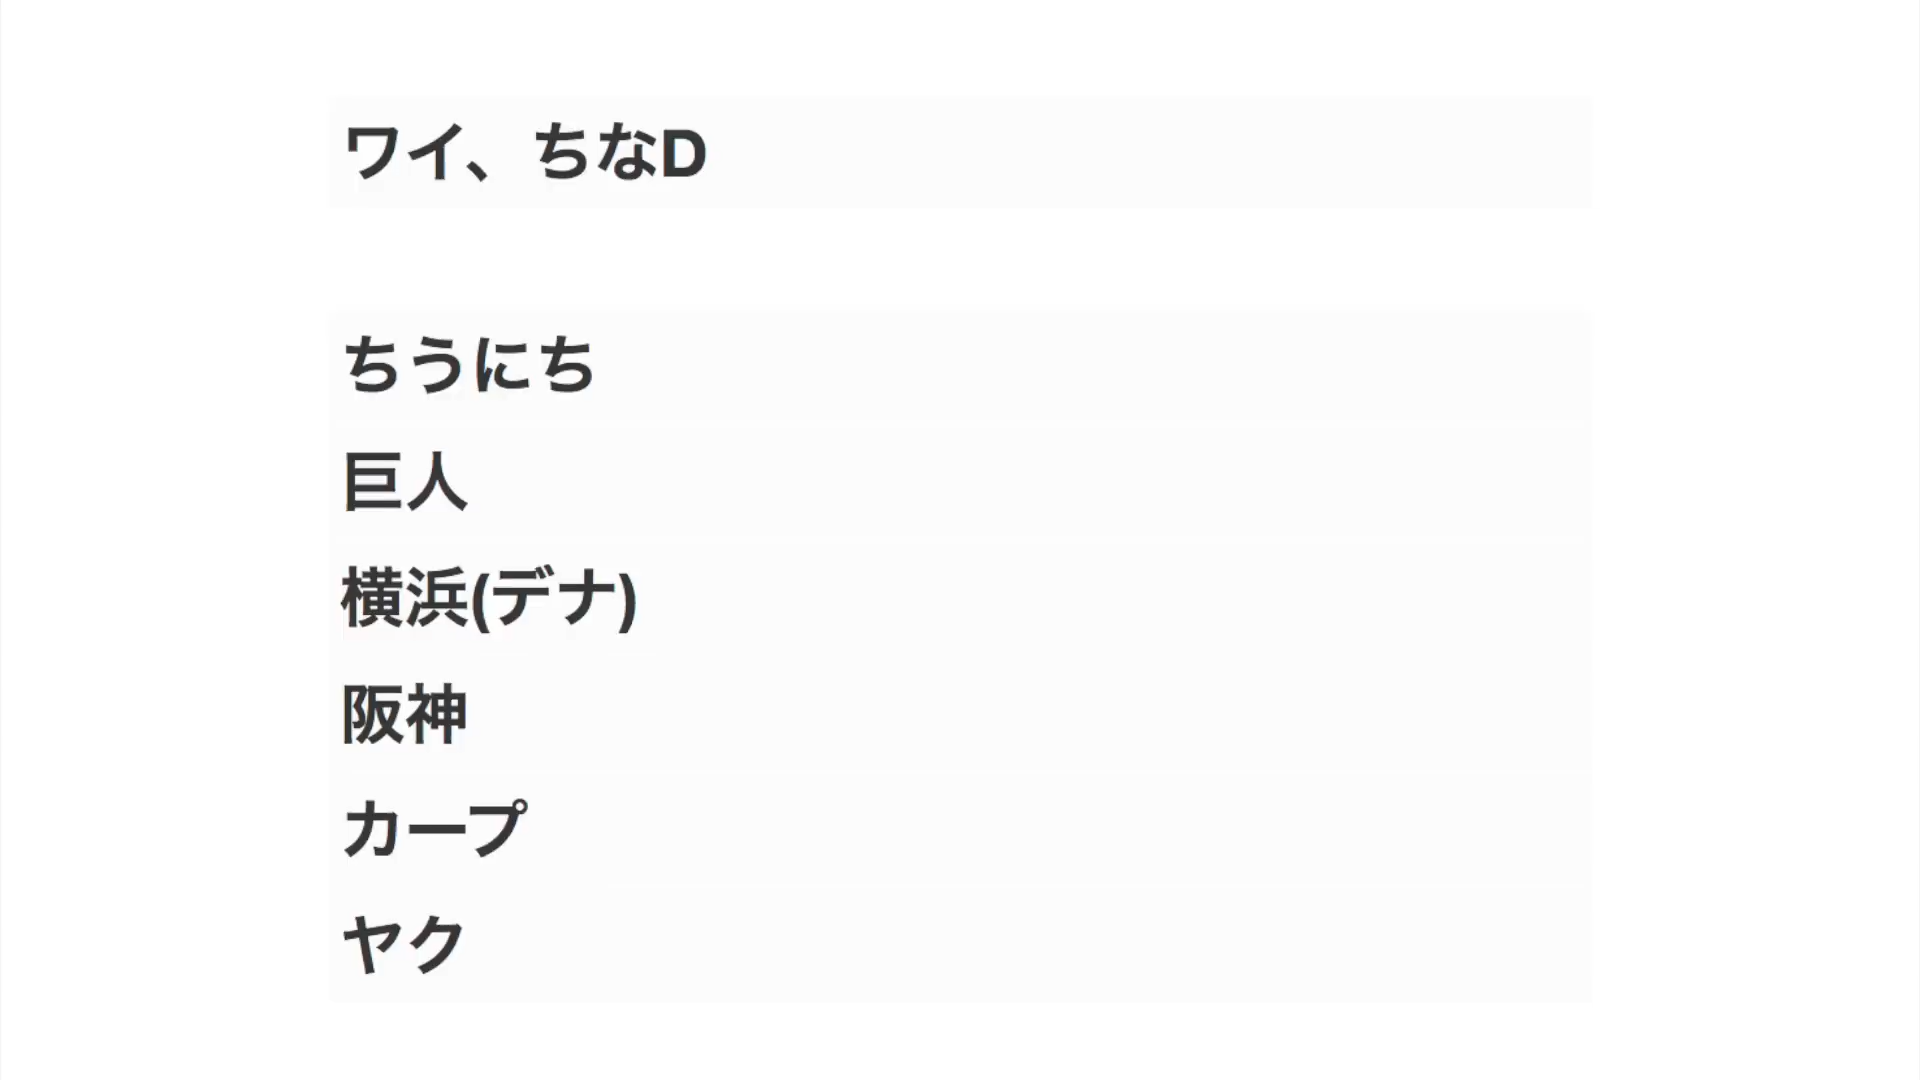 ワイ、ちなD
ちうにち
巨人
横浜(デナ)
阪神
カープ
ヤク